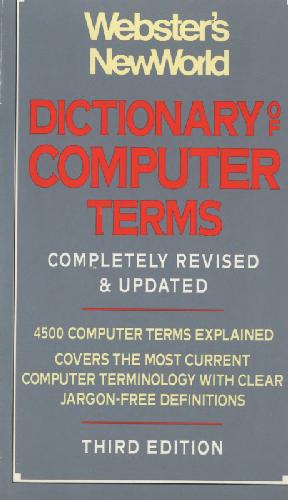 Webster's
NewWorld
DICTIONARY OF
COMPUTER
TERMS
COMPLETELY REVISED
& UPDATED
4500 COMPUTER TERMS EXPLAINED
COVERS THE MOST CURRENT
COMPUTER TERMINOLOGY WITH CLEAR
JARGON-FREE DEFINITIONS
THIRD EDITION